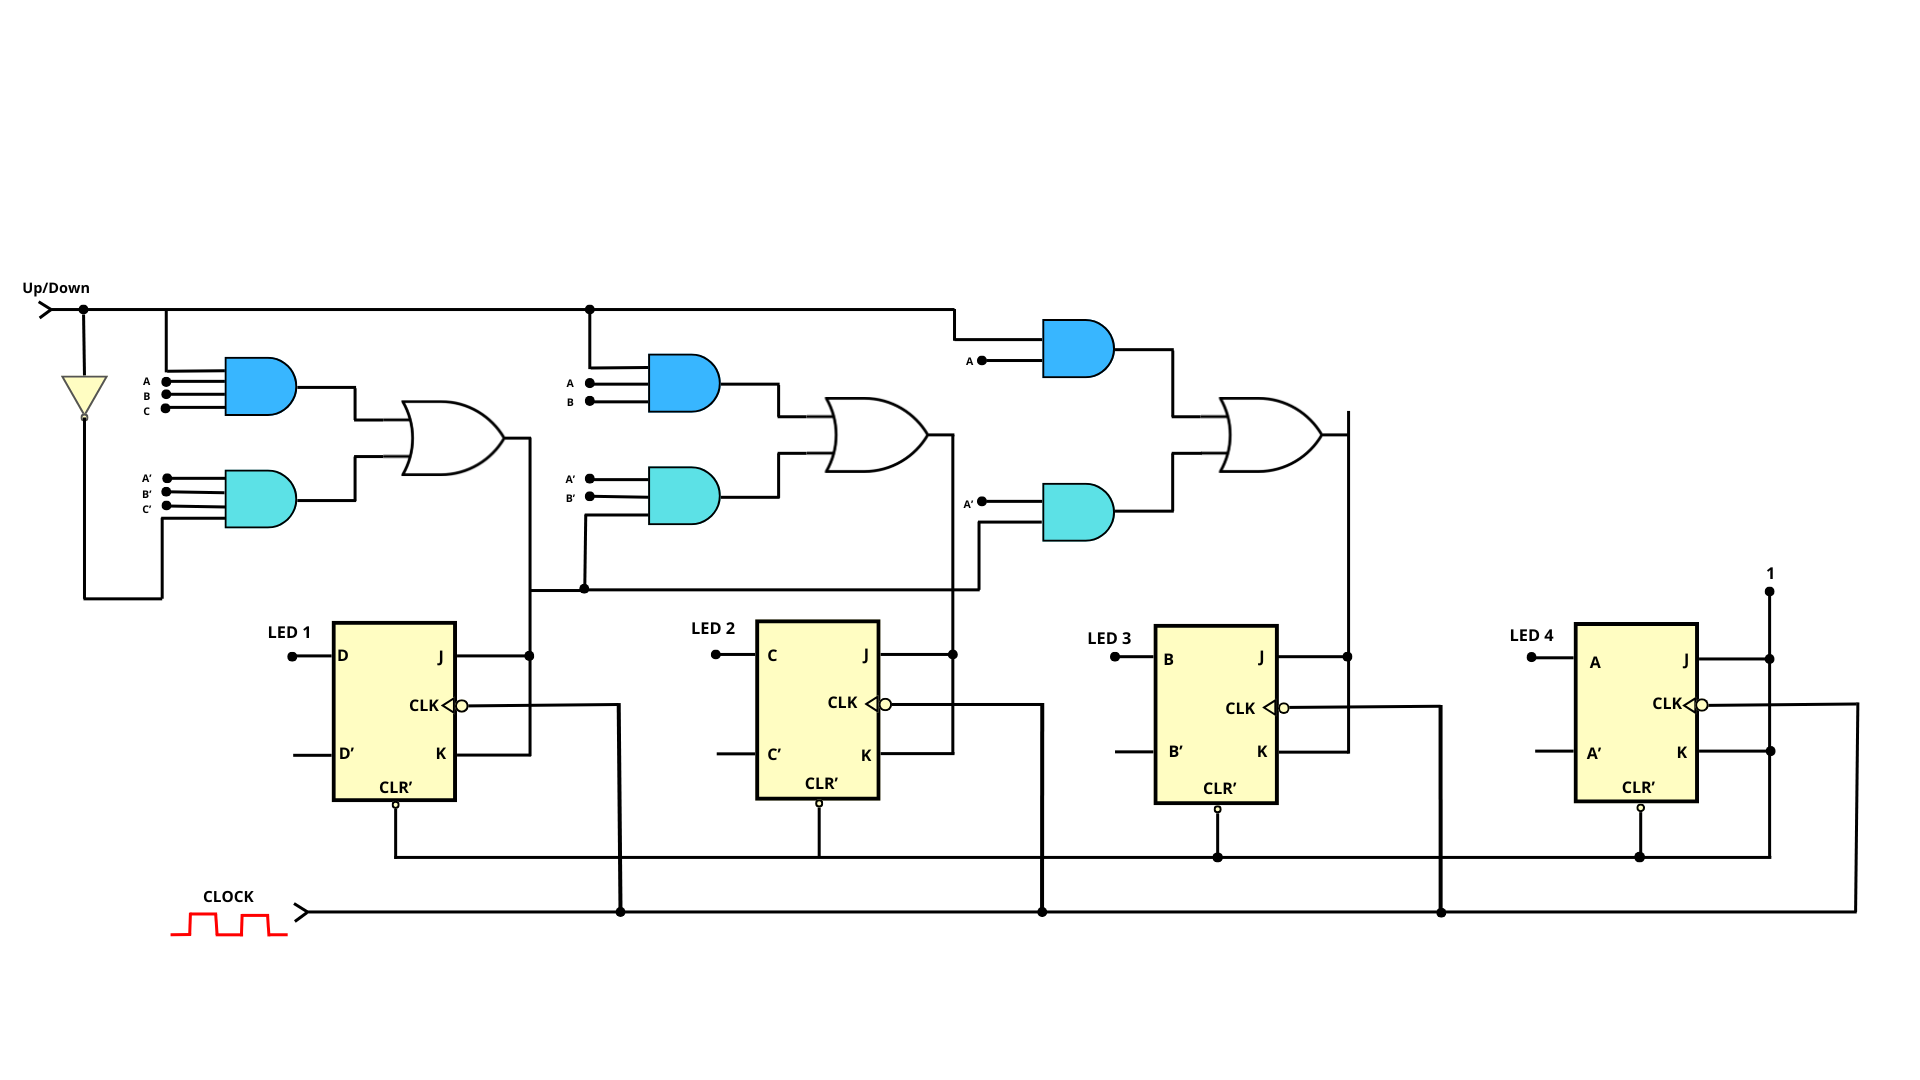 Up/Down
A
B
C
A
B
A
A'
B'
C'
A'
B'
A'
1
LED 1
LED 2
LED 3
LED 4
D
J
CLK
D'
K
CLR'
C
J
CLK
C'
K
CLR'
B
J
CLK
B'
K
CLR'
A
J
CLK
A'
K
CLR'
CLOCK